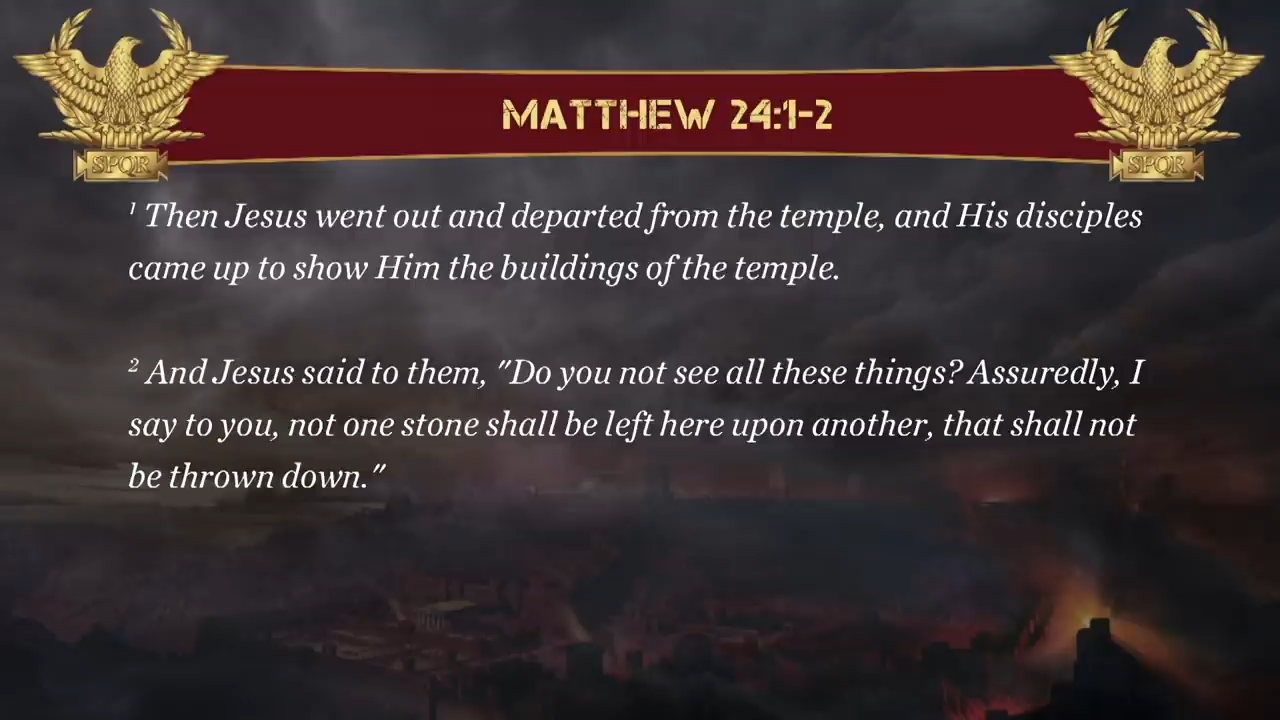 MATTHEW 24:1-2
SPQR
SPQR
1 Then Jesus went out and departed from the temple, and His disciples
came up to show Him the buildings of the temple.
2 And Jesus said to them, "Do you not see all these things? Assuredly, I
say to you, not one stone shall be left here upon another, that shall not
be thrown down."